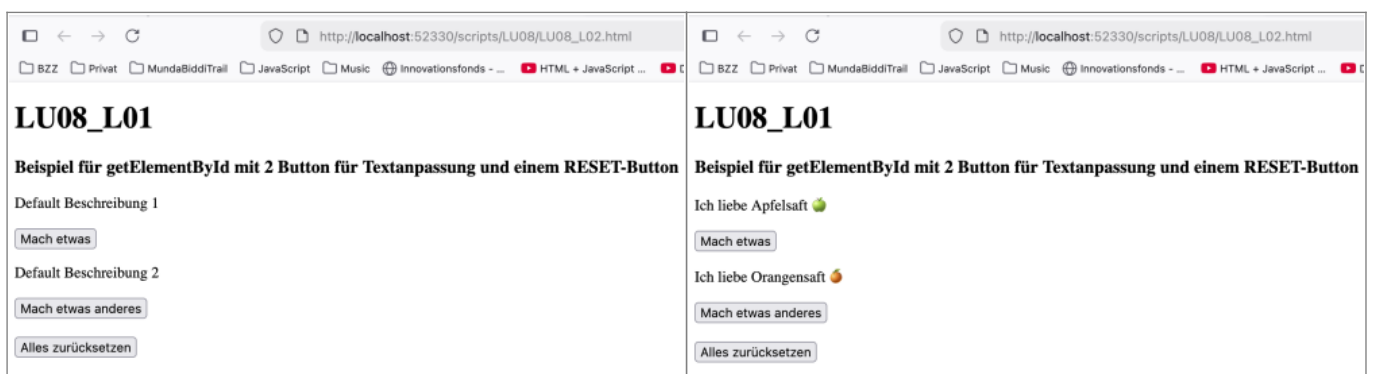 http://localhost:52330/scripts/LU08/LU08_L01.html
BZZ Privat MundaBiddiTrail JavaScript Music Innovationsfonds - ... HTML + JavaScript ...
LU08_L01
Beispiel für getElementById mit 2 Button für Textanpassung und einem RESET-Button
Default Beschreibung 1
Mach etwas
Default Beschreibung 2
Mach etwas anderes
Alles zurücksetzen
http://localhost:52330/scripts/LU08/LU08_L02.html
BZZ Privat MundaBiddiTrail JavaScript Music Innovationsfonds - ... HTML + JavaScript ...
LU08_L01
Beispiel für getElementById mit 2 Button für Textanpassung und einem RESET-Button
Ich liebe Apfelsaft 🍏
Mach etwas
Ich liebe Orangensaft 🍊
Mach etwas anderes
Alles zurücksetzen